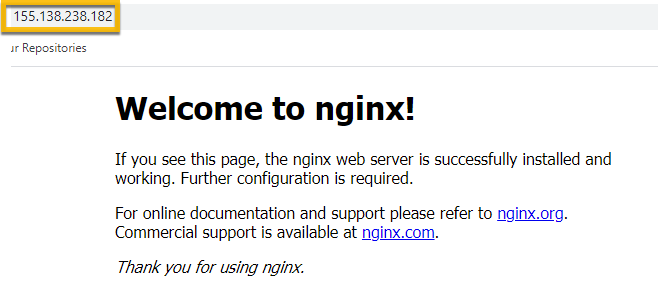 155.138.238.182
ur Repositories
Welcome to nginx!
If you see this page, the nginx web server is successfully installed and
working. Further configuration is required.
For online documentation and support please refer to nginx.org.
Commercial support is available at nginx.com.
Thank you for using nginx.